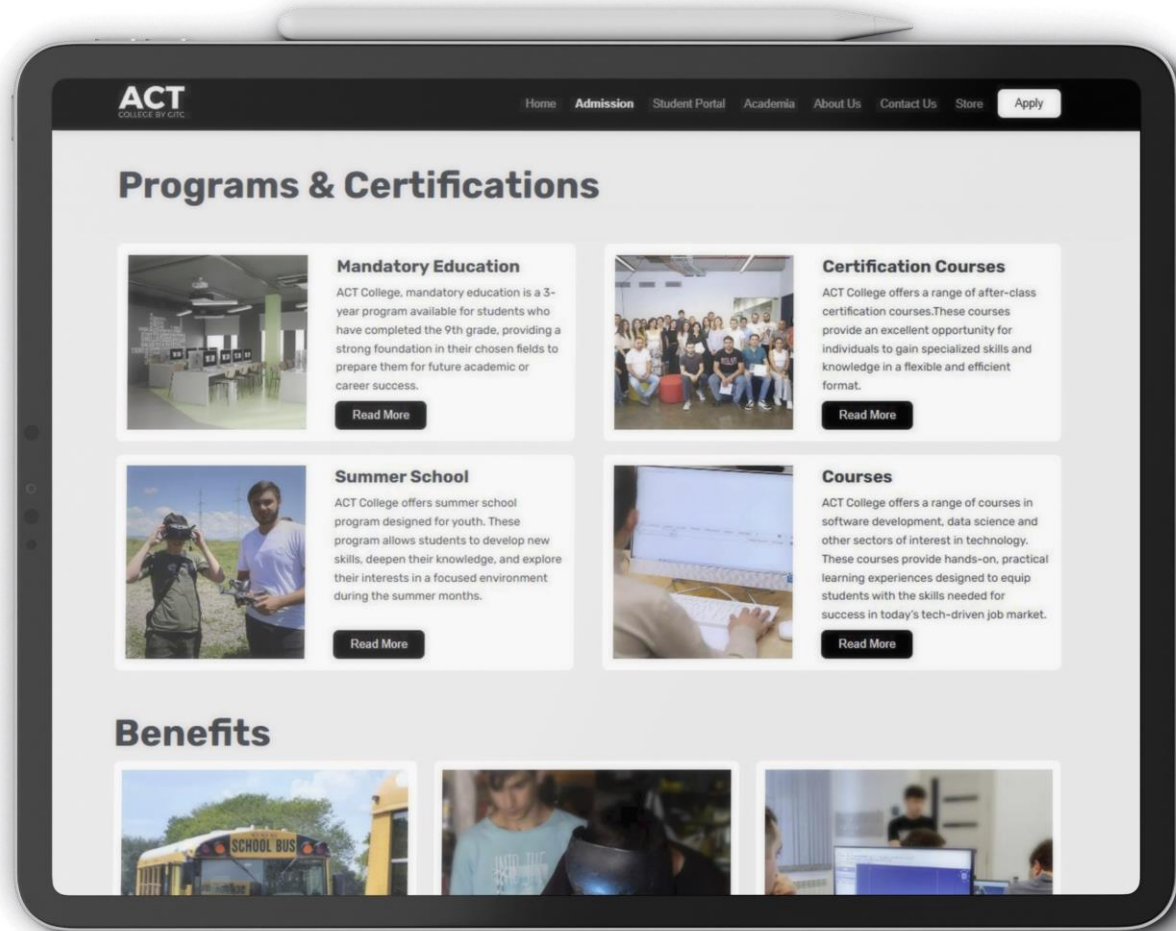 ACT
COLLEGE BY GITC
Home Admission Student Portal Academia About Us Contact Us Store Apply
Programs & Certifications
Mandatory Education
ACT College, mandatory education is a 3-
year program available for students who
have completed the 9th grade, providing a
strong foundation in their chosen fields to
prepare them for future academic or
career success.
Read More
Certification Courses
ACT College offers a range of after-class
certification courses.These courses
provide an excellent opportunity for
individuals to gain specialized skills and
knowledge in a flexible and efficient
format.
Read More
Summer School
ACT College offers summer school
program designed for youth. These
program allows students to develop new
skills, deepen their knowledge, and explore
their interests in a focused environment
during the summer months.
Read More
Courses
ACT College offers a range of courses in
software development, data science and
other sectors of interest in technology.
These courses provide hands-on, practical
learning experiences designed to equip
students with the skills needed for
success in today's tech-driven job market.
Read More
Benefits
SCHOOL BUS
INTO THE